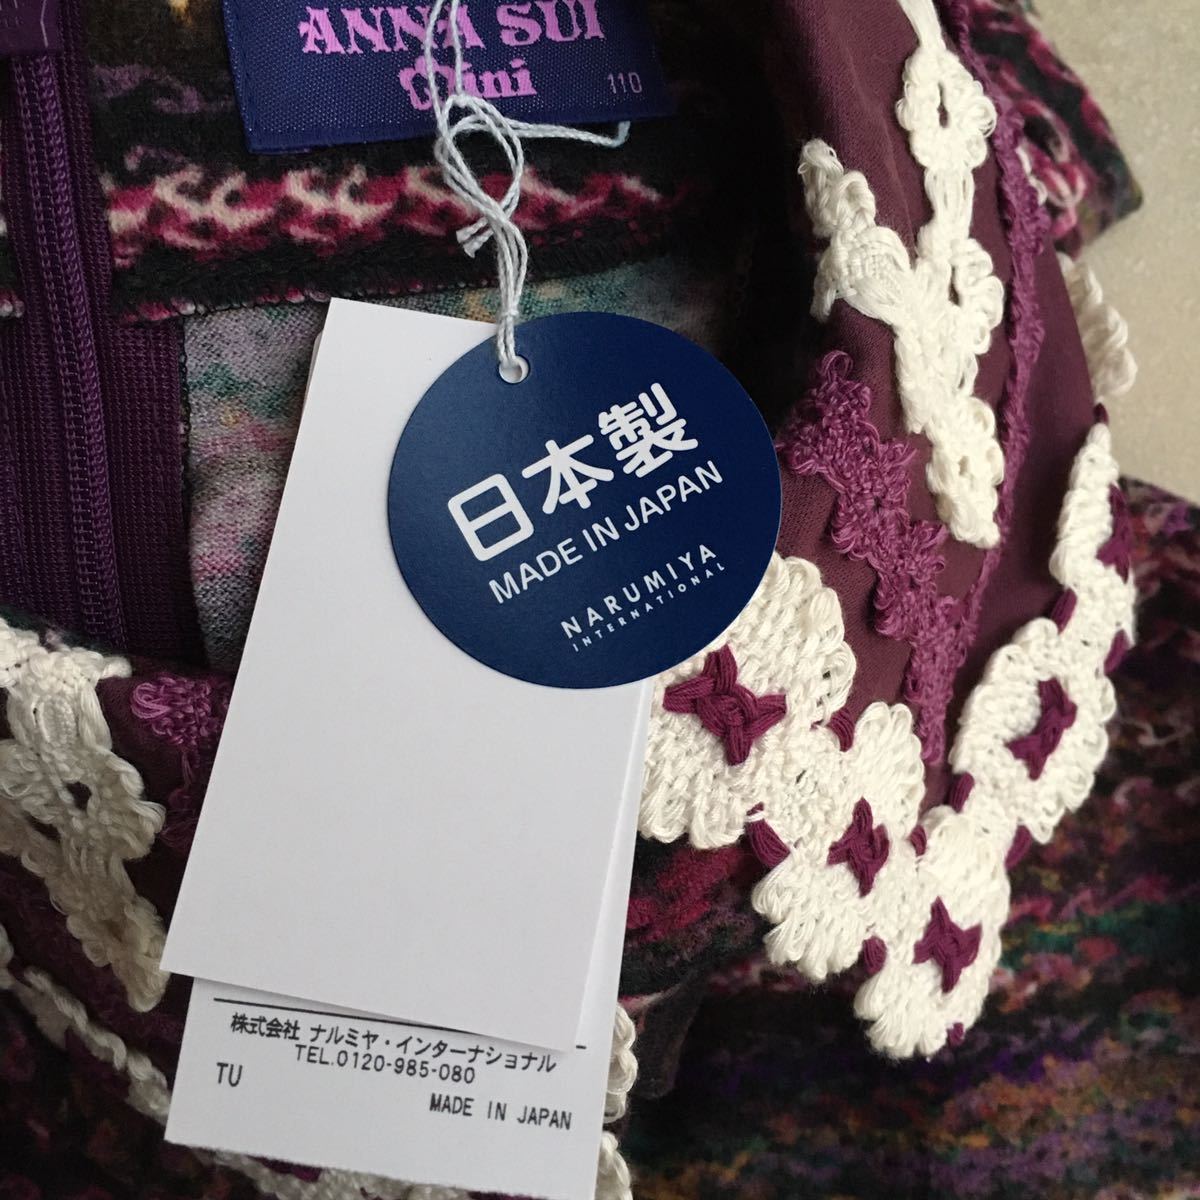 ANNA SUI
mini
110
日本製
MADE IN JAPAN
NARUMIYA
INTERNATIONAL
株式会社 ナルミヤ・インターナショナル
TEL.0120-985-080
TU
MADE IN JAPAN